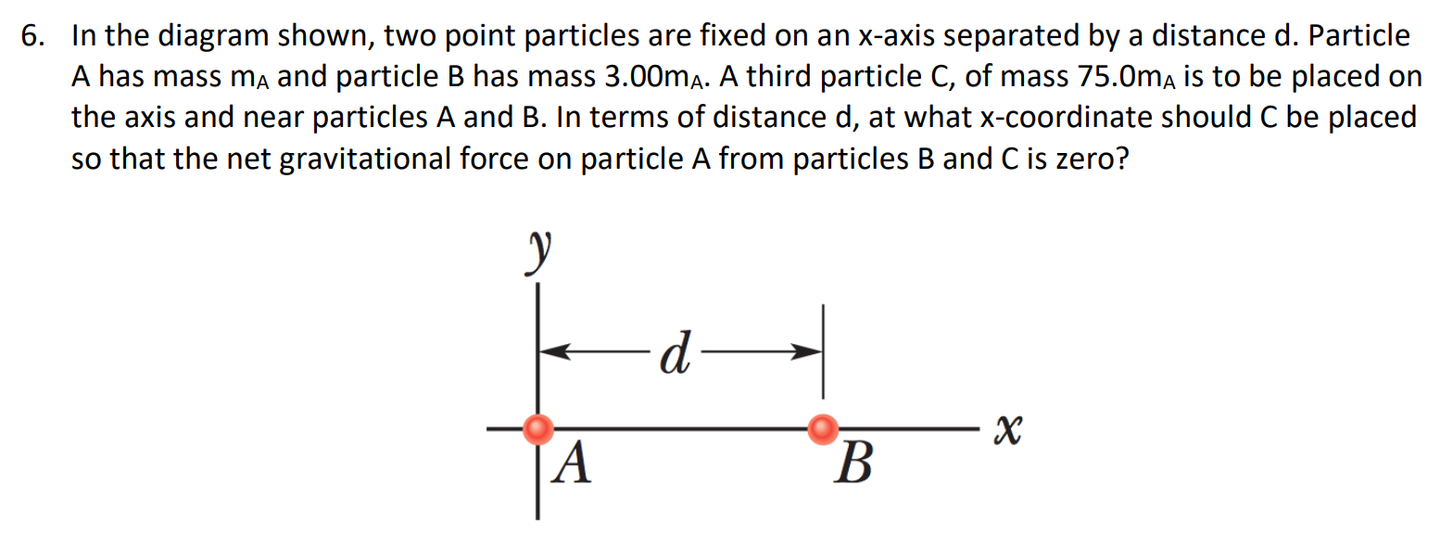 6. In the diagram shown, two point particles are fixed on an x-axis separated by a distance d. Particle
A has mass mA and particle B has mass 3.00mA. A third particle C, of mass 75.0mA is to be placed on
the axis and near particles A and B. In terms of distance d, at what x-coordinate should C be placed
so that the net gravitational force on particle A from particles B and C is zero?
y
d
x
A
B